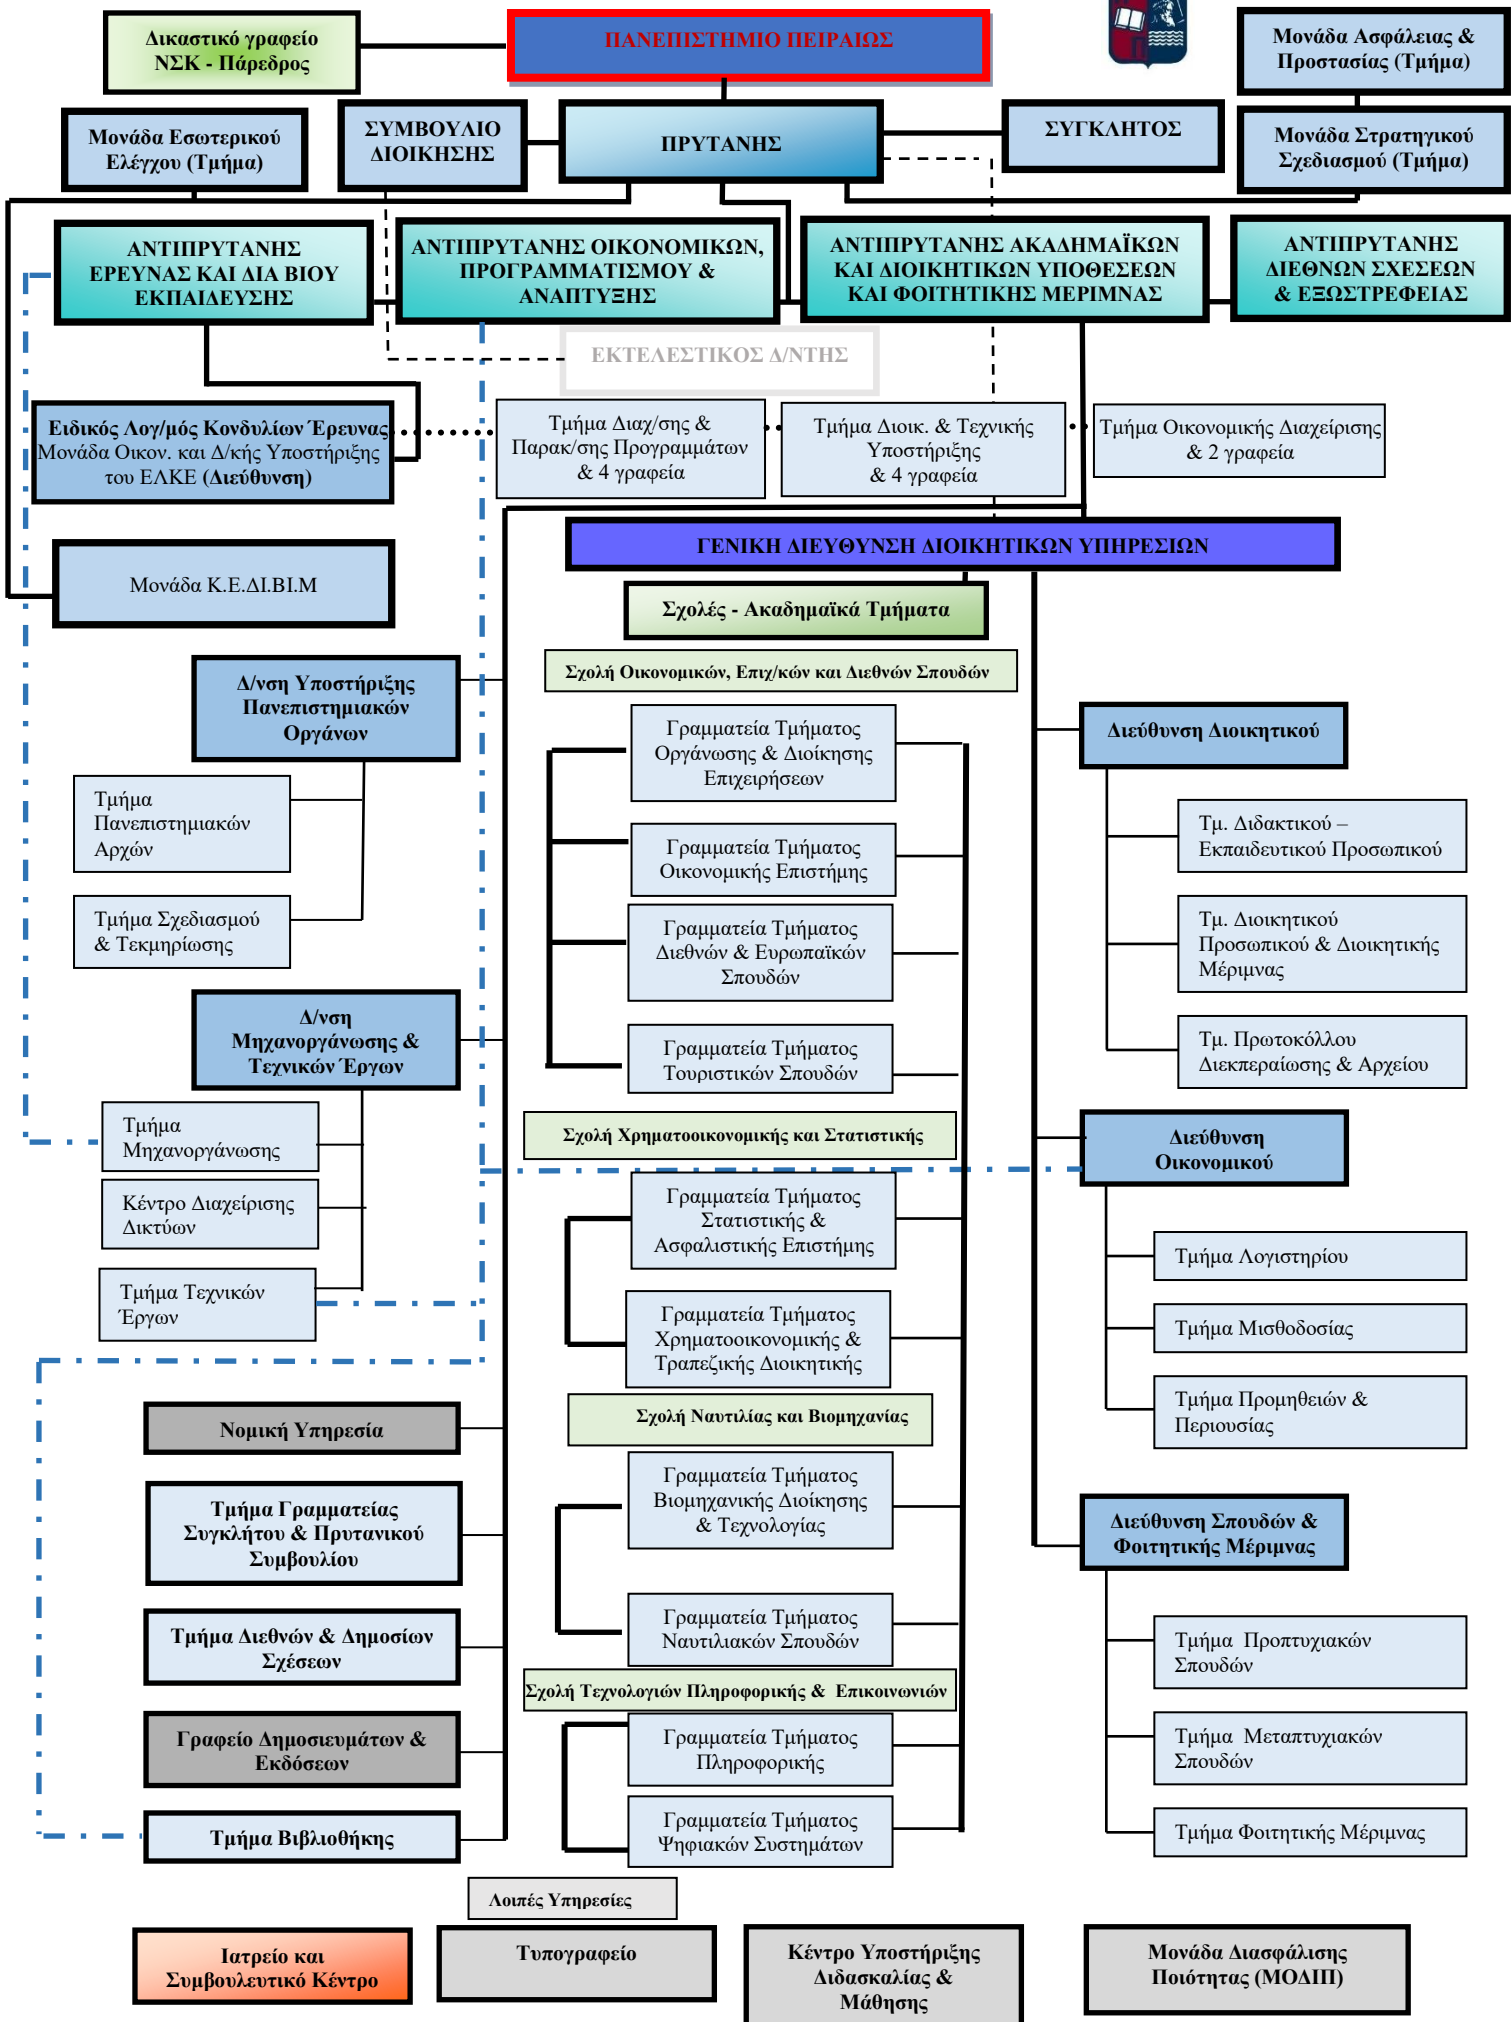 Δικαστικό γραφείο
ΝΣΚ - Πάρεδρος
ΠΑΝΕΠΙΣΤΗΜΙΟ ΠΕΙΡΑΙΩΣ
Μονάδα Ασφάλειας &
Προστασίας (Τμήμα)
Μονάδα Εσωτερικού
Ελέγχου (Τμήμα)
ΣΥΜΒΟΥΛΙΟ
ΔΙΟΙΚΗΣΗΣ
ΠΡΥΤΑΝΗΣ
ΣΥΓΚΛΗΤΟΣ
Μονάδα Στρατηγικού
Σχεδιασμού (Τμήμα)
ΑΝΤΙΠΡΥΤΑΝΗΣ
ΕΡΕΥΝΑΣ ΚΑΙ ΔΙΑ ΒΙΟΥ
ΕΚΠΑΙΔΕΥΣΗΣ
ΑΝΤΙΠΡΥΤΑΝΗΣ ΟΙΚΟΝΟΜΙΚΩΝ,
ΠΡΟΓΡΑΜΜΑΤΙΣΜΟΥ &
ΑΝΑΠΤΥΞΗΣ
ΑΝΤΙΠΡΥΤΑΝΗΣ ΑΚΑΔΗΜΑΪΚΩΝ
ΚΑΙ ΔΙΟΙΚΗΤΙΚΩΝ ΥΠΟΘΕΣΕΩΝ
ΚΑΙ ΦΟΙΤΗΤΙΚΗΣ ΜΕΡΙΜΝΑΣ
ΑΝΤΙΠΡΥΤΑΝΗΣ
ΔΙΕΘΝΩΝ ΣΧΕΣΕΩΝ
& ΕΞΩΣΤΡΕΦΕΙΑΣ
ΕΚΤΕΛΕΣΤΙΚΟΣ Δ/ΝΤΗΣ
Ειδικός Λογ/μός Κονδυλίων Έρευνας
Μονάδα Οικον. και Δ/κής Υποστήριξης
του ΕΛΚΕ (Διεύθυνση)
Τμήμα Διαχ/σης &
Παρακ/σης Προγραμμάτων
& 4 γραφεία
Τμήμα Διοικ. & Τεχνικής
Υποστήριξης
& 4 γραφεία
Τμήμα Οικονομικής Διαχείρισης
& 2 γραφεία
ΓΕΝΙΚΗ ΔΙΕΥΘΥΝΣΗ ΔΙΟΙΚΗΤΙΚΩΝ ΥΠΗΡΕΣΙΩΝ
Μονάδα Κ.Ε.ΔΙ.ΒΙ.Μ
Σχολές - Ακαδημαϊκά Τμήματα
Σχολή Οικονομικών, Επιχ/κών και Διεθνών Σπουδών
Δ/νση Υποστήριξης
Πανεπιστημιακών
Οργάνων
Γραμματεία Τμήματος
Οργάνωσης & Διοίκησης
Επιχειρήσεων
Διεύθυνση Διοικητικού
Τμήμα
Πανεπιστημιακών
Αρχών
Γραμματεία Τμήματος
Οικονομικής Επιστήμης
Τμ. Διδακτικού –
Εκπαιδευτικού Προσωπικού
Τμήμα Σχεδιασμού
& Τεκμηρίωσης
Γραμματεία Τμήματος
Διεθνών & Ευρωπαϊκών
Σπουδών
Τμ. Διοικητικού
Προσωπικού & Διοικητικής
Μέριμνας
Δ/νση
Μηχανοργάνωσης &
Τεχνικών Έργων
Γραμματεία Τμήματος
Τουριστικών Σπουδών
Τμ. Πρωτοκόλλου
Διεκπεραίωσης & Αρχείου
Τμήμα
Μηχανοργάνωσης
Σχολή Χρηματοοικονομικής και Στατιστικής
Διεύθυνση
Οικονομικού
Κέντρο Διαχείρισης
Δικτύων
Γραμματεία Τμήματος
Στατιστικής &
Ασφαλιστικής Επιστήμης
Τμήμα Λογιστηρίου
Τμήμα Τεχνικών
Έργων
Γραμματεία Τμήματος
Χρηματοοικονομικής &
Τραπεζικής Διοικητικής
Τμήμα Μισθοδοσίας
Τμήμα Προμηθειών &
Περιουσίας
Νομική Υπηρεσία
Σχολή Ναυτιλίας και Βιομηχανίας
Τμήμα Γραμματείας
Συγκλήτου & Πρυτανικού
Συμβουλίου
Γραμματεία Τμήματος
Βιομηχανικής Διοίκησης
& Τεχνολογίας
Διεύθυνση Σπουδών &
Φοιτητικής Μέριμνας
Τμήμα Διεθνών & Δημοσίων
Σχέσεων
Γραμματεία Τμήματος
Ναυτιλιακών Σπουδών
Τμήμα Προπτυχιακών
Σπουδών
Σχολή Τεχνολογιών Πληροφορικής & Επικοινωνιών
Γραφείο Δημοσιευμάτων &
Εκδόσεων
Γραμματεία Τμήματος
Πληροφορικής
Τμήμα Μεταπτυχιακών
Σπουδών
Τμήμα Βιβλιοθήκης
Γραμματεία Τμήματος
Ψηφιακών Συστημάτων
Τμήμα Φοιτητικής Μέριμνας
Λοιπές Υπηρεσίες
Ιατρείο και
Συμβουλευτικό Κέντρο
Τυπογραφείο
Κέντρο Υποστήριξης
Διδασκαλίας &
Μάθησης
Μονάδα Διασφάλισης
Ποιότητας (ΜΟΔΙΠ)